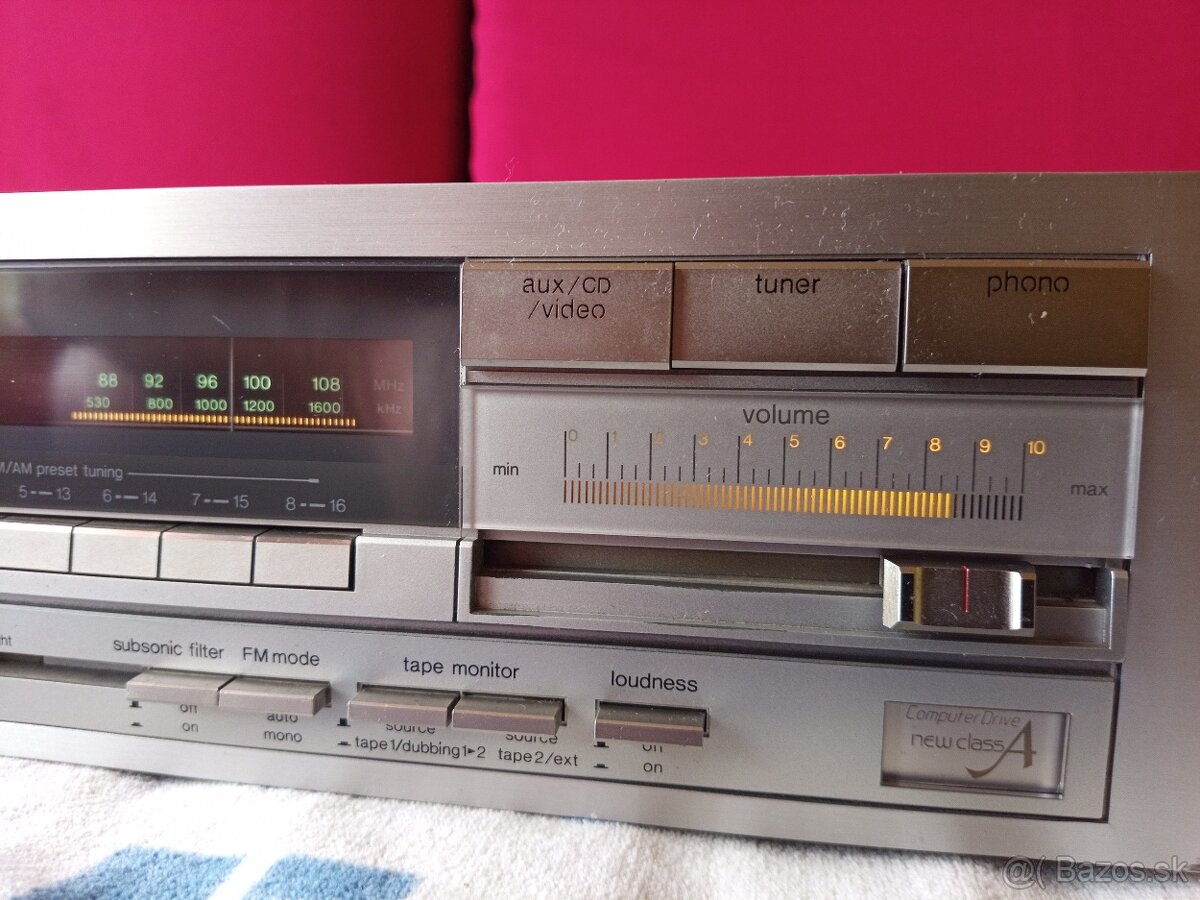 aux/CD
/video
tuner
phono
88 92 96 100 108 MHz
530 800 1000 1200 1600 kHz
M/AM preset tuning
5 - 13 6 - 14 7 - 15 8 - 16
volume
0 1 2 3 4 5 6 7 8 9 10
min
max
ht
subsonic filter
off
on
FM mode
auto
mono
tape monitor
source
tape1/dubbing1▸2
source
tape2/ext
loudness
off
on
Computer Drive
new class A
@( Bazos.sk